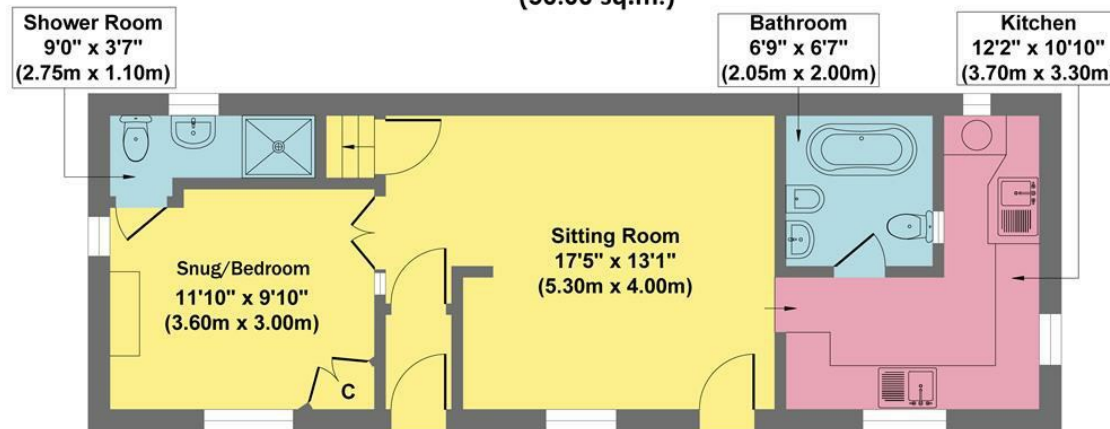 Shower Room
9'0" x 3'7"
(2.75m x 1.10m)
Bathroom
6'9" x 6'7"
(2.05m x 2.00m)
Kitchen
12'2" x 10'10"
(3.70m x 3.30m
Snug/Bedroom
11'10" x 9'10"
(3.60m x 3.00m)
Sitting Room
17'5" x 13'1"
(5.30m x 4.00m)
C